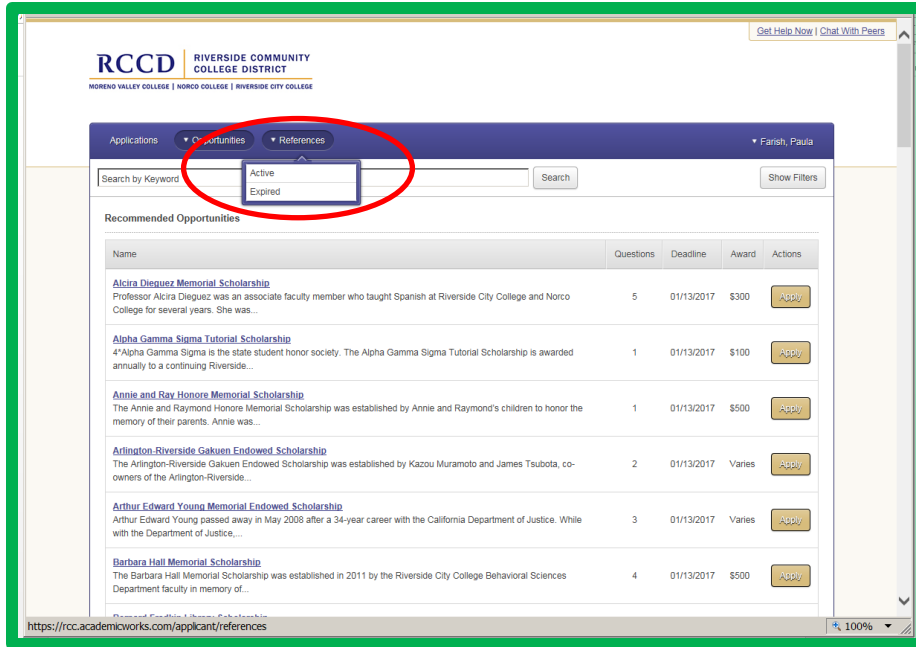 Get Help Now | Chat With Peers
RCCD RIVERSIDE COMMUNITY
COLLEGE DISTRICT
MORENO VALLEY COLLEGE | NORCO COLLEGE | RIVERSIDE CITY COLLEGE
Applications ▾ Opportunities ▾ References ▾ Farish, Paula
Active
Expired
Search by Keyword Search Show Filters
Recommended Opportunities
Name Questions Deadline Award Actions
Alcira Dieguez Memorial Scholarship
Professor Alcira Dieguez was an associate faculty member who taught Spanish at Riverside City College and Norco 5 01/13/2017 $300 Apply
College for several years. She was...
Alpha Gamma Sigma Tutorial Scholarship
4*Alpha Gamma Sigma is the state student honor society. The Alpha Gamma Sigma Tutorial Scholarship is awarded 1 01/13/2017 $100 Apply
annually to a continuing Riverside...
Annie and Ray Honore Memorial Scholarship
The Annie and Raymond Honore Memorial Scholarship was established by Annie and Raymond's children to honor the 1 01/13/2017 $500 Apply
memory of their parents. Annie was...
Arlington-Riverside Gakuen Endowed Scholarship
The Arlington-Riverside Gakuen Endowed Scholarship was established by Kazou Muramoto and James Tsubota, co- 2 01/13/2017 Varies Apply
owners of the Arlington-Riverside...
Arthur Edward Young Memorial Endowed Scholarship
Arthur Edward Young passed away in May 2008 after a 34-year career with the California Department of Justice. While 3 01/13/2017 Varies Apply
with the Department of Justice,...
Barbara Hall Memorial Scholarship
The Barbara Hall Memorial Scholarship was established in 2011 by the Riverside City College Behavioral Sciences 4 01/13/2017 $500 Apply
Department faculty in memory of...
https://rcc.academicworks.com/applicant/references 100%